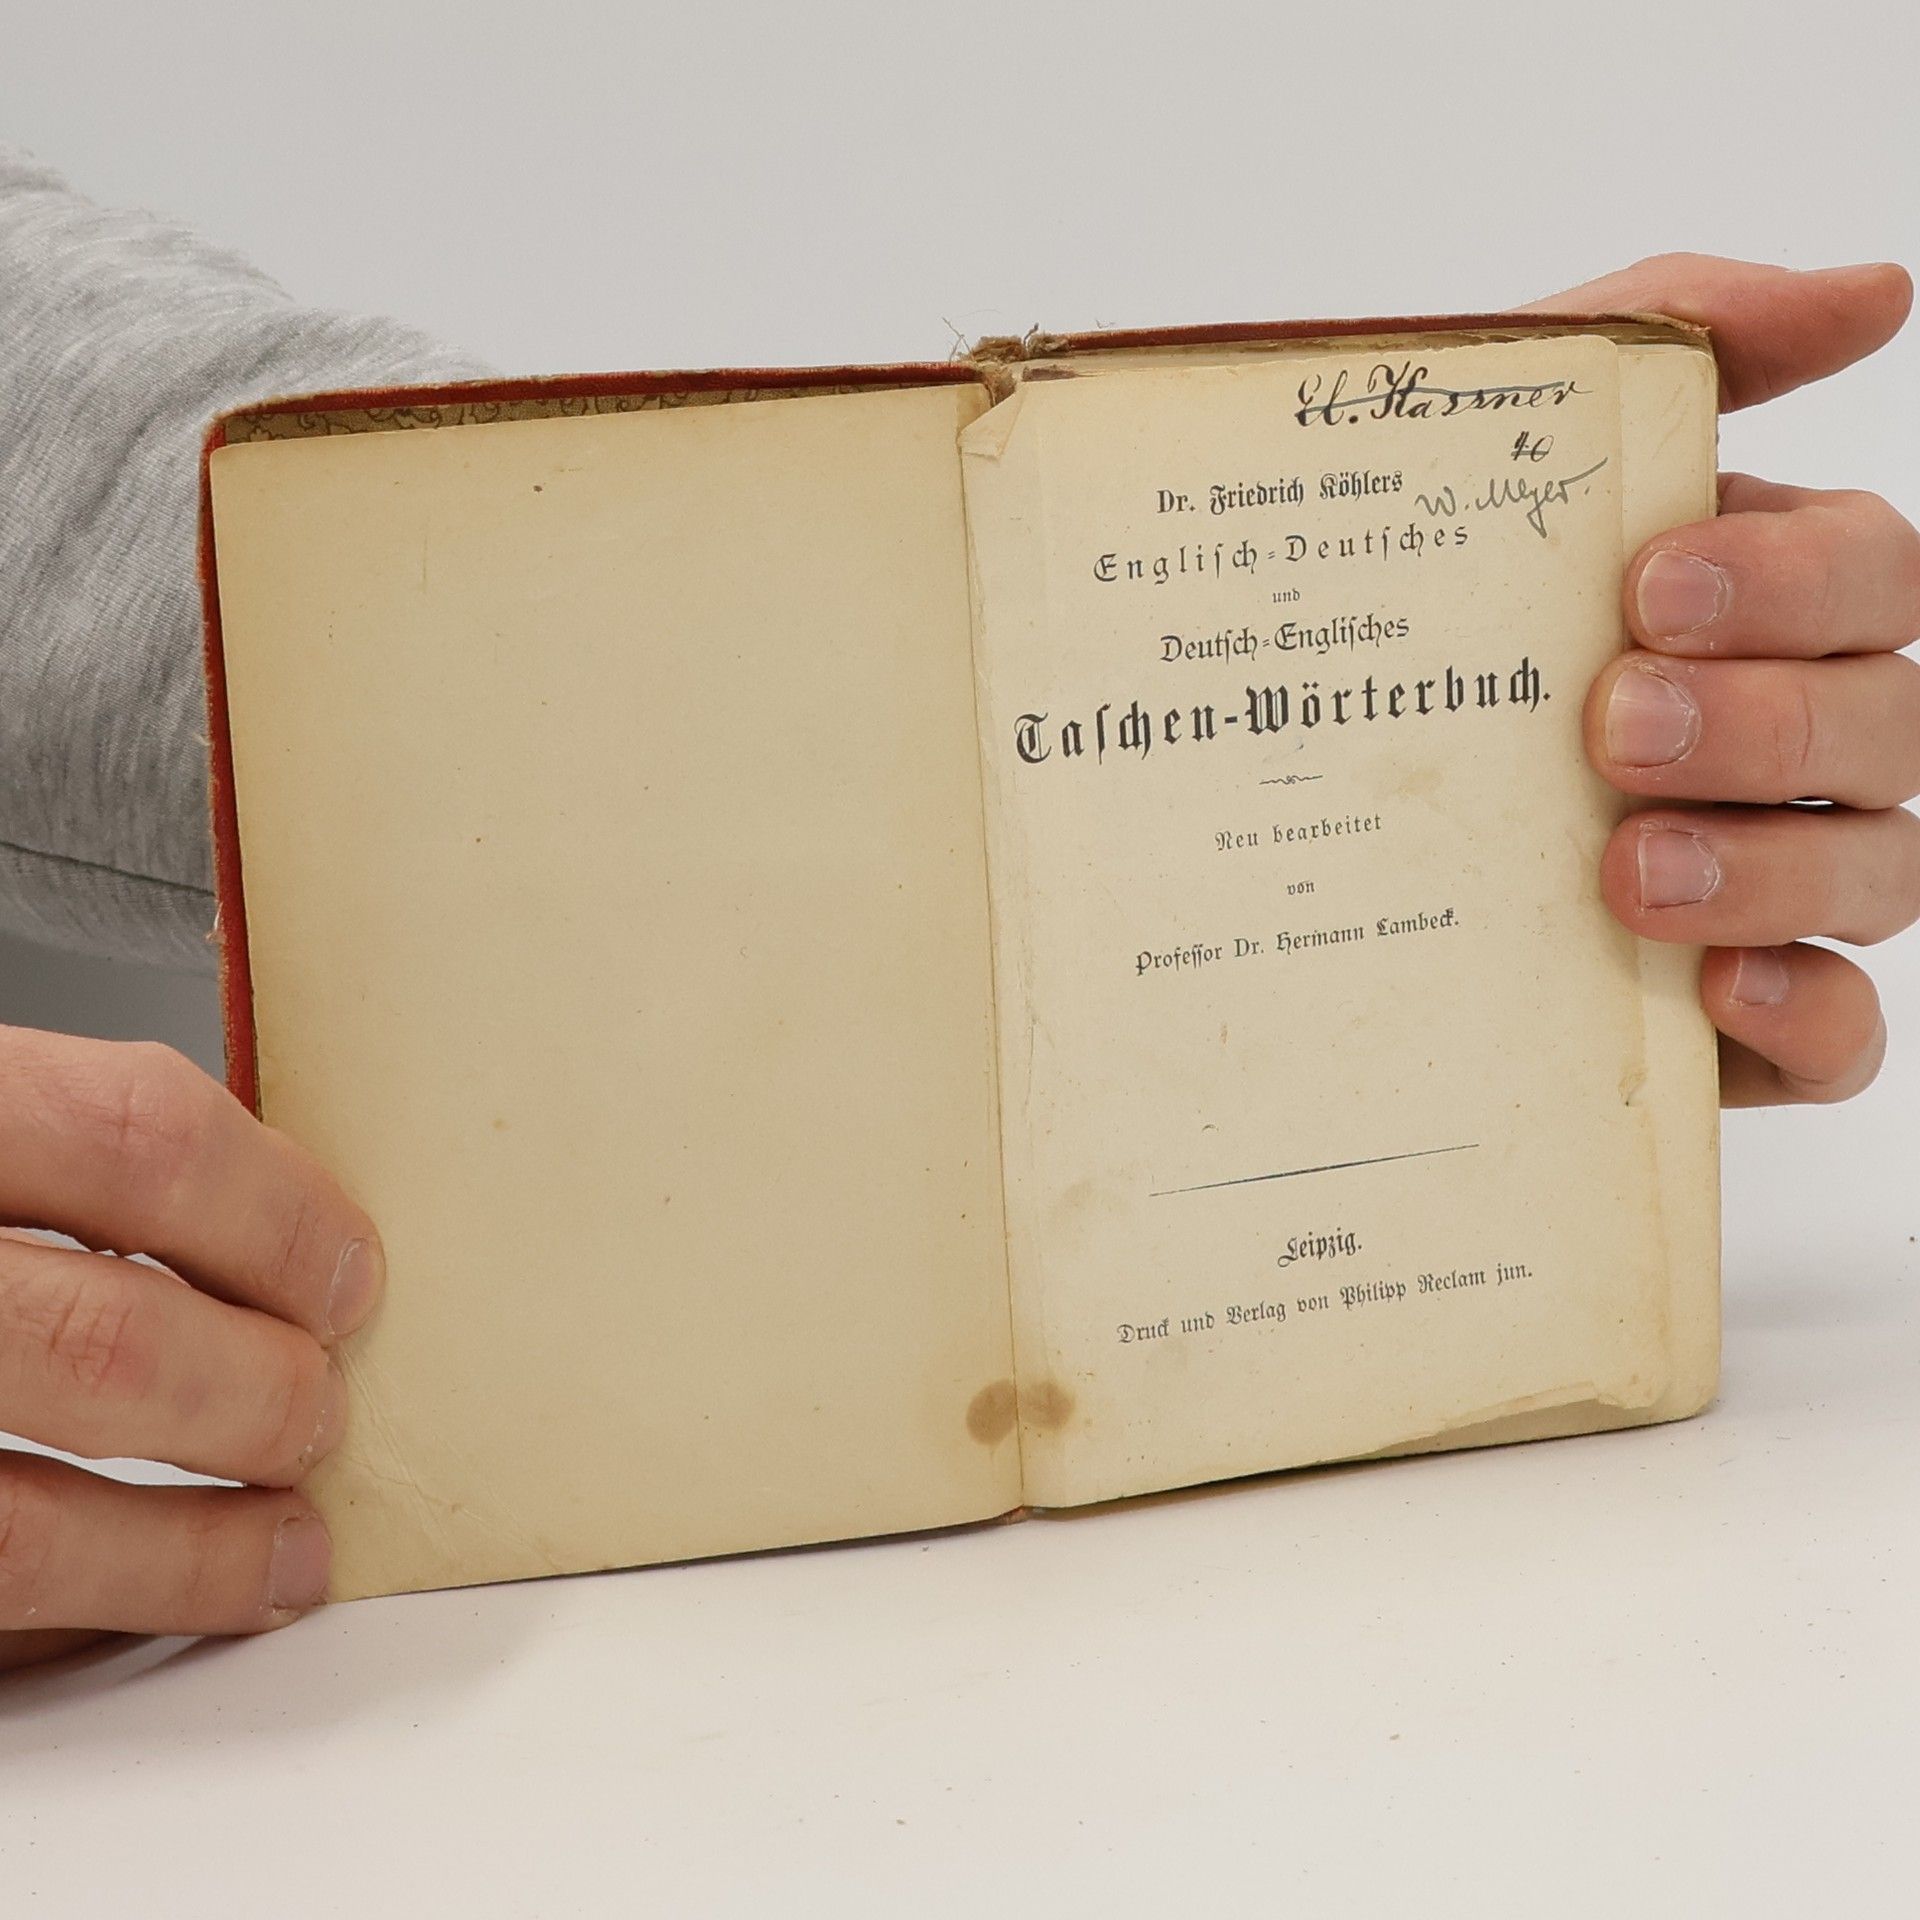 El. Kassner
40
W. Meyer.
Dr. Friedrich Köhlers
Engliſch-Deutſches
und
Deutſch-Engliſches
Taſchen-Wörterbuch.
Neu bearbeitet
von
Profeſſor Dr. Hermann Lambeck.
Leipzig.
Druck und Verlag von Philipp Reclam jun.